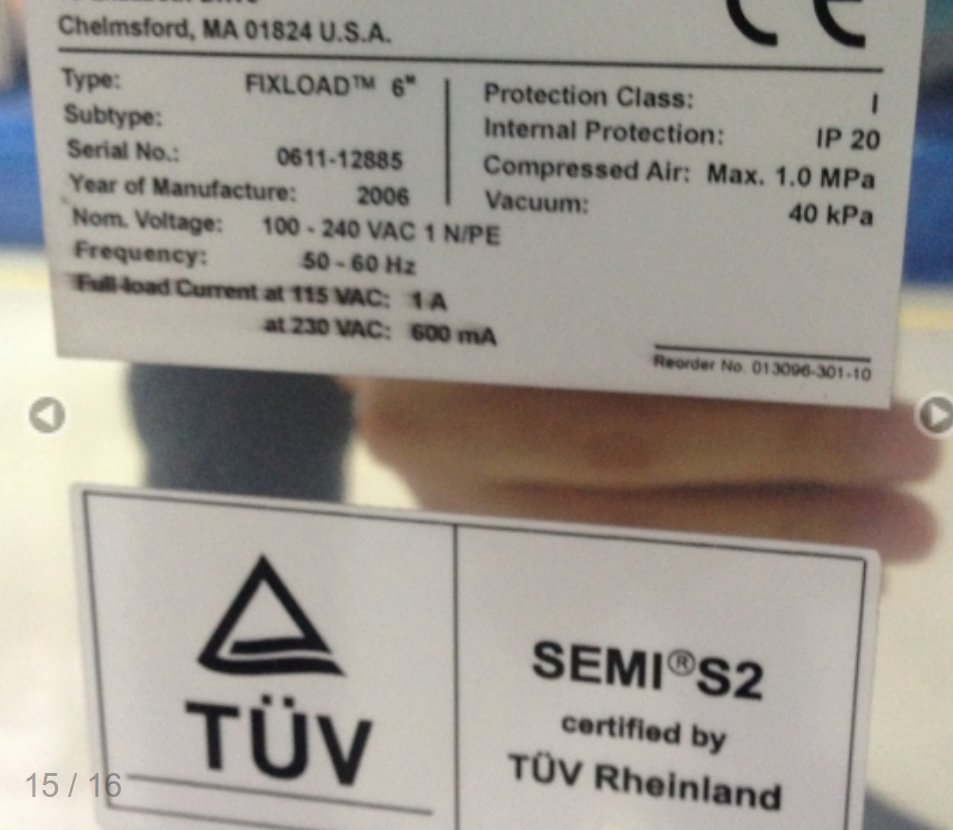 Chelmsford, MA 01824 U.S.A.
CE
Type: FIXLOAD™ 6"
Subtype:
Serial No.: 0611-12885
Year of Manufacture: 2006
Nom. Voltage: 100 - 240 VAC 1 N/PE
Frequency: 50 - 60 Hz
Full-load Current at 115 VAC: 1 A
at 230 VAC: 600 mA
Protection Class: I
Internal Protection: IP 20
Compressed Air: Max. 1.0 MPa
Vacuum: 40 kPa
Reorder No. 013096-301-10
TÜV
SEMI®S2
certified by
TÜV Rheinland
15 / 16